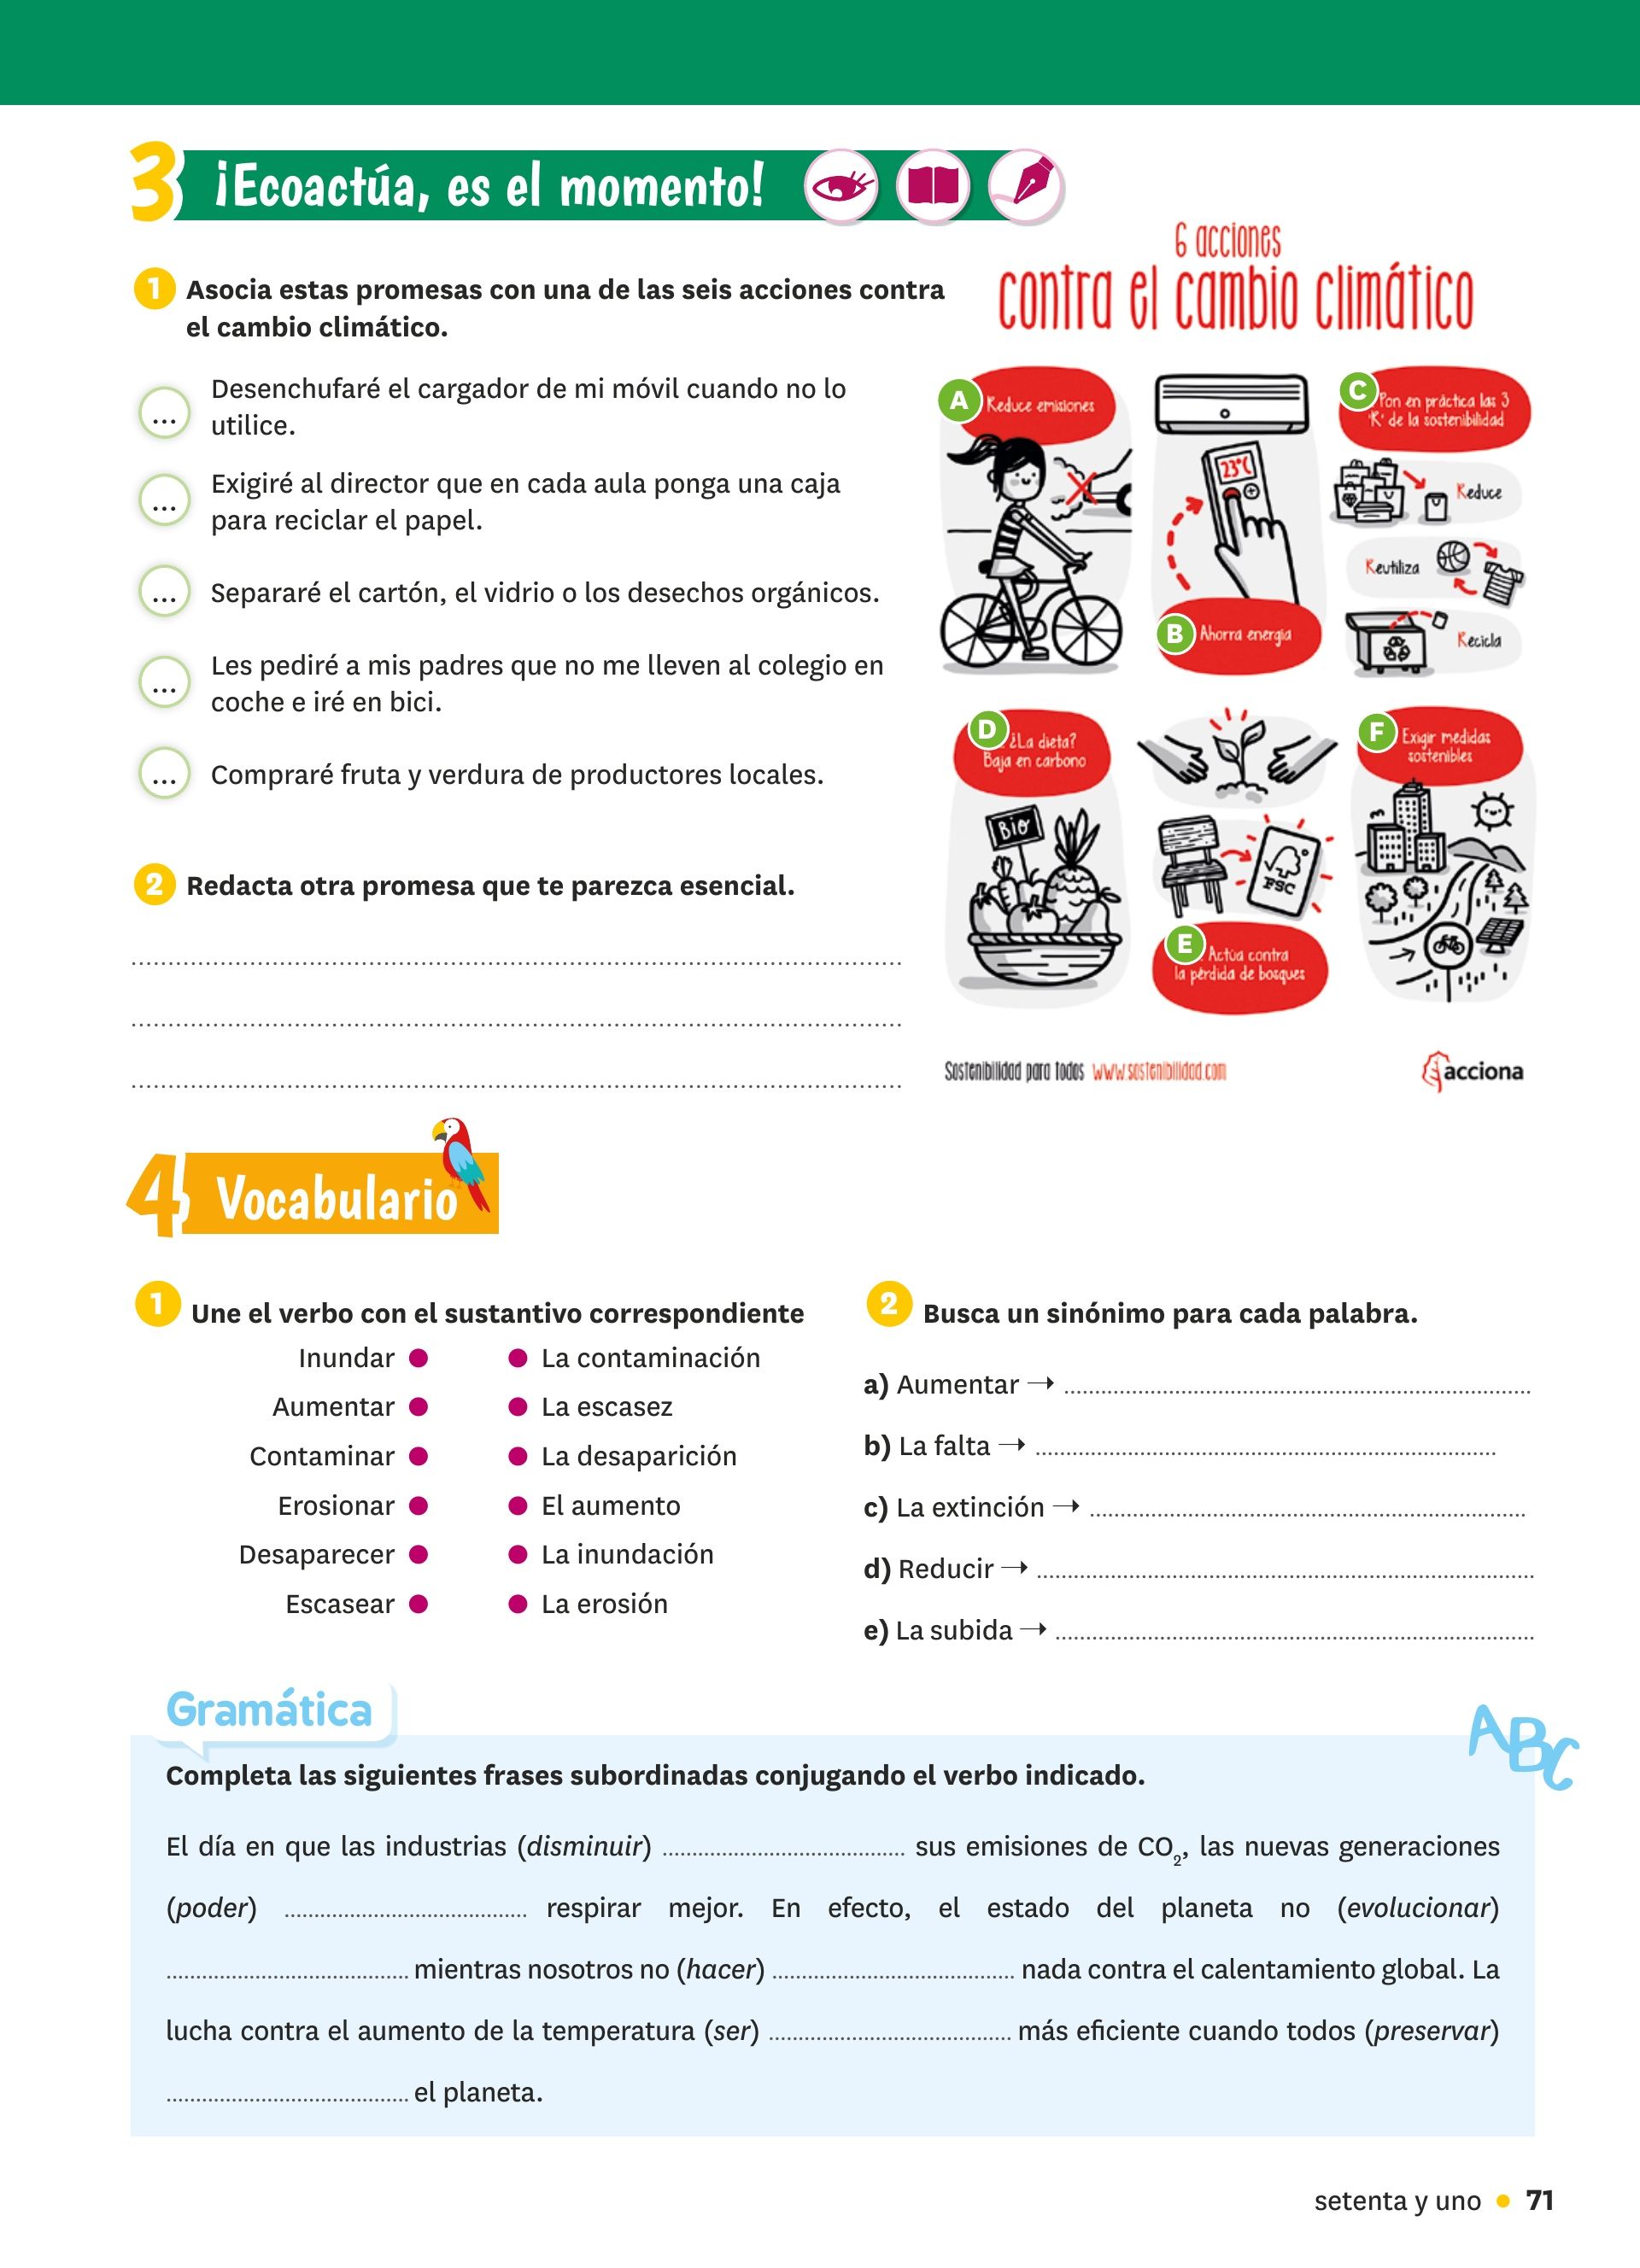 3 ¡Ecoactúa, es el momento!
1 Asocia estas promesas con una de las seis acciones contra
el cambio climático.
... Desenchufaré el cargador de mi móvil cuando no lo
utilice.
... Exigiré al director que en cada aula ponga una caja
para reciclar el papel.
... Separaré el cartón, el vidrio o los desechos orgánicos.
... Les pediré a mis padres que no me lleven al colegio en
coche e iré en bici.
... Compraré fruta y verdura de productores locales.
2 Redacta otra promesa que te parezca esencial.
6 acciones
contra el cambio climático
A Reduce emisiones
23°C
B Ahorra energía
C Pon en práctica las 3
'R' de la sostenibilidad
Reduce
Reutiliza
Recicla
D ¿La dieta?
Baja en carbono
Bio
FSC
E Actúa contra
la pérdida de bosques
F Exigir medidas
sostenibles
Sostenibilidad para todos www.sostenibilidad.com
acciona
4 Vocabulario
1 Une el verbo con el sustantivo correspondiente
Inundar ● ● La contaminación
Aumentar ● ● La escasez
Contaminar ● ● La desaparición
Erosionar ● ● El aumento
Desaparecer ● ● La inundación
Escasear ● ● La erosión
2 Busca un sinónimo para cada palabra.
a) Aumentar → ........................
b) La falta → ........................
c) La extinción → ........................
d) Reducir → ........................
e) La subida → ........................
Gramática
ABC
Completa las siguientes frases subordinadas conjugando el verbo indicado.
El día en que las industrias (disminuir) ........................ sus emisiones de CO₂, las nuevas generaciones
(poder) ........................ respirar mejor. En efecto, el estado del planeta no (evolucionar)
........................ mientras nosotros no (hacer) ........................ nada contra el calentamiento global. La
lucha contra el aumento de la temperatura (ser) ........................ más eficiente cuando todos (preservar)
........................ el planeta.
setenta y uno • 71